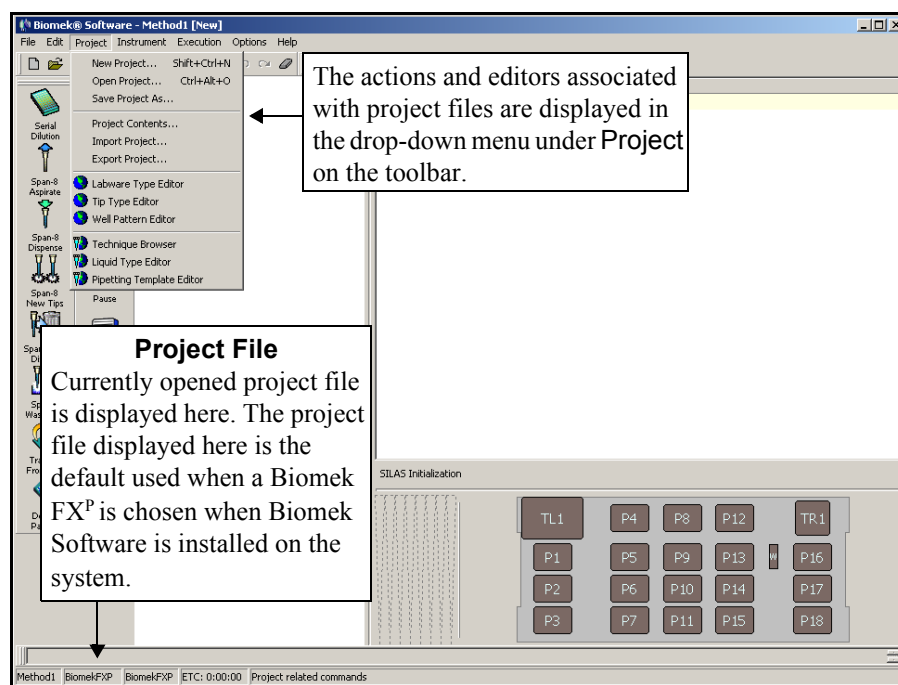 Biomek® Software - Method1 [New]
File Edit Project Instrument Execution Options Help
New Project... Shift+Ctrl+N
Open Project... Ctrl+Alt+O
Save Project As...
Project Contents...
Import Project...
Export Project...
Labware Type Editor
Tip Type Editor
Well Pattern Editor
Technique Browser
Liquid Type Editor
Pipetting Template Editor
Serial
Dilution
Span-8
Aspirate
Span-8
Dispense
Span-8
New Tips
Pause
The actions and editors associated
with project files are displayed in
the drop-down menu under Project
on the toolbar.
Project File
Currently opened project file
is displayed here. The project
file displayed here is the
default used when a Biomek
FXP is chosen when Biomek
Software is installed on the
system.
SILAS Initialization
TL1 P4 P8 P12 TR1
P1 P5 P9 P13 W P16
P2 P6 P10 P14 P17
P3 P7 P11 P15 P18
Method1 BiomekFXP BiomekFXP ETC: 0:00:00 Project related commands